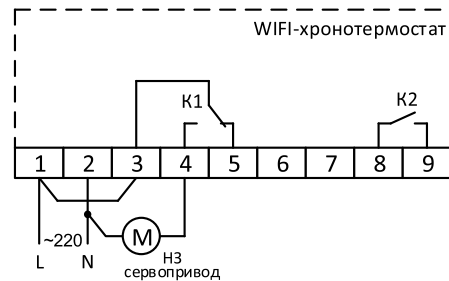 WIFI-хронотермостат
К1
К2
1 2 3 4 5 6 7 8 9
~220
М
L N
НЗ
сервопривод